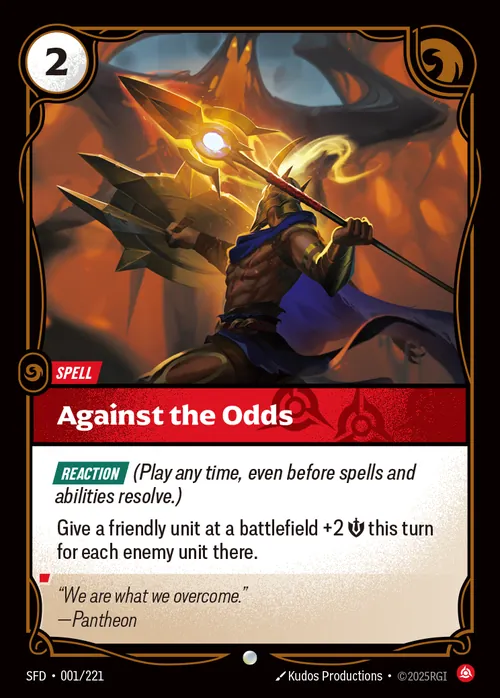 2
SPELL
Against the Odds
REACTION (Play any time, even before spells and
abilities resolve.)
Give a friendly unit at a battlefield +2 this turn
for each enemy unit there.
“We are what we overcome.”
—Pantheon
SFD • 001/221
Kudos Productions • ©2025RGI